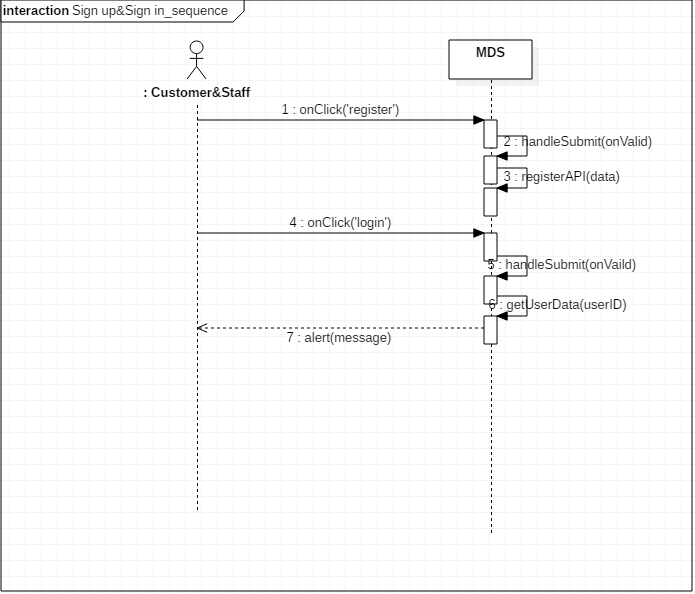 interaction Sign up&Sign in_sequence
MDS
: Customer&Staff
1 : onClick('register')
2 : handleSubmit(onValid)
3 : registerAPI(data)
4 : onClick('login')
5 : handleSubmit(onVaild)
6 : getUserData(userID)
7 : alert(message)